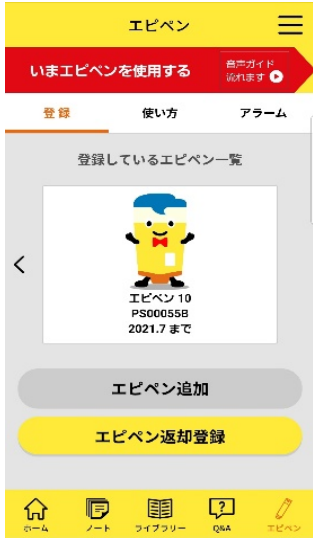 エピペン
いまエピペンを使用する
音声ガイド
流れます
登録 使い方 アラーム
登録しているエピペン一覧
エピペン 10
PS00055B
2021.7 まで
エピペン追加
エピペン返却登録
ホーム ノート ライブラリー Q&A エピペン